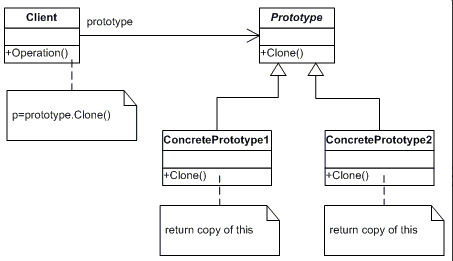 Client
prototype
Prototype
+Operation()
+Clone()
p=prototype.Clone()
ConcretePrototype1
ConcretePrototype2
+Clone()
+Clone()
return copy of this
return copy of this